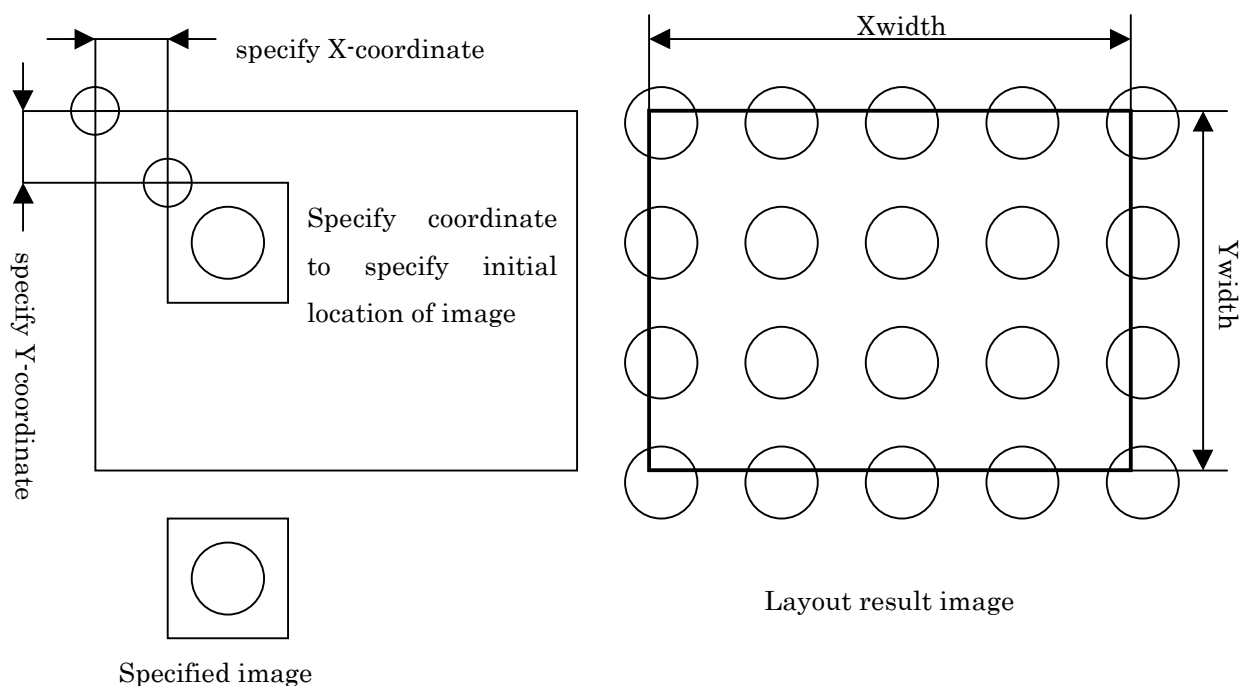 specify X-coordinate
specify Y-coordinate
Specify coordinate
to specify initial
location of image
Specified image
Xwidth
Ywidth
Layout result image